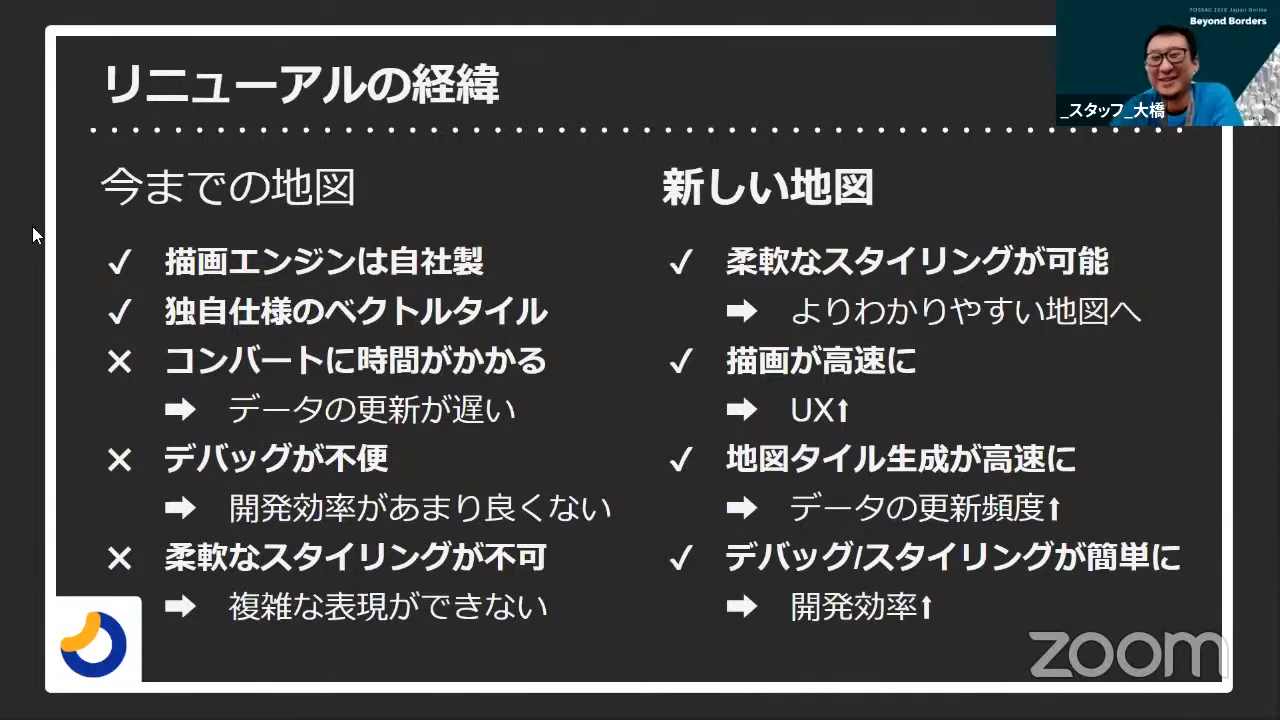 リニューアルの経緯
今までの地図
✓ 描画エンジンは自社製
✓ 独自仕様のベクトルタイル
× コンバートに時間がかかる
➡ データの更新が遅い
× デバッグが不便
➡ 開発効率があまり良くない
× 柔軟なスタイリングが不可
➡ 複雑な表現ができない
新しい地図
✓ 柔軟なスタイリングが可能
➡ よりわかりやすい地図へ
✓ 描画が高速に
➡ UX⬆
✓ 地図タイル生成が高速に
➡ データの更新頻度⬆
✓ デバッグ/スタイリングが簡単に
➡ 開発効率⬆
FOSS4G 2020 Japan Online
Beyond Borders
_スタッフ_大橋
zoom